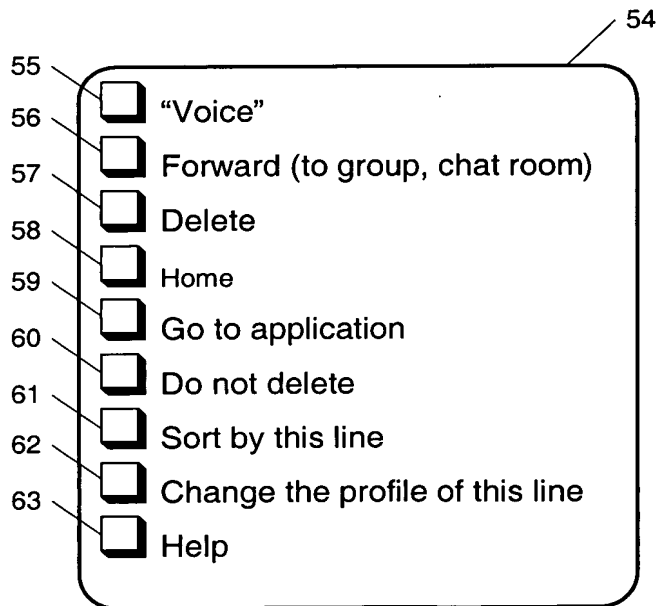 54
55 "Voice"
56 Forward (to group, chat room)
57 Delete
58 Home
59 Go to application
60 Do not delete
61 Sort by this line
62 Change the profile of this line
63 Help